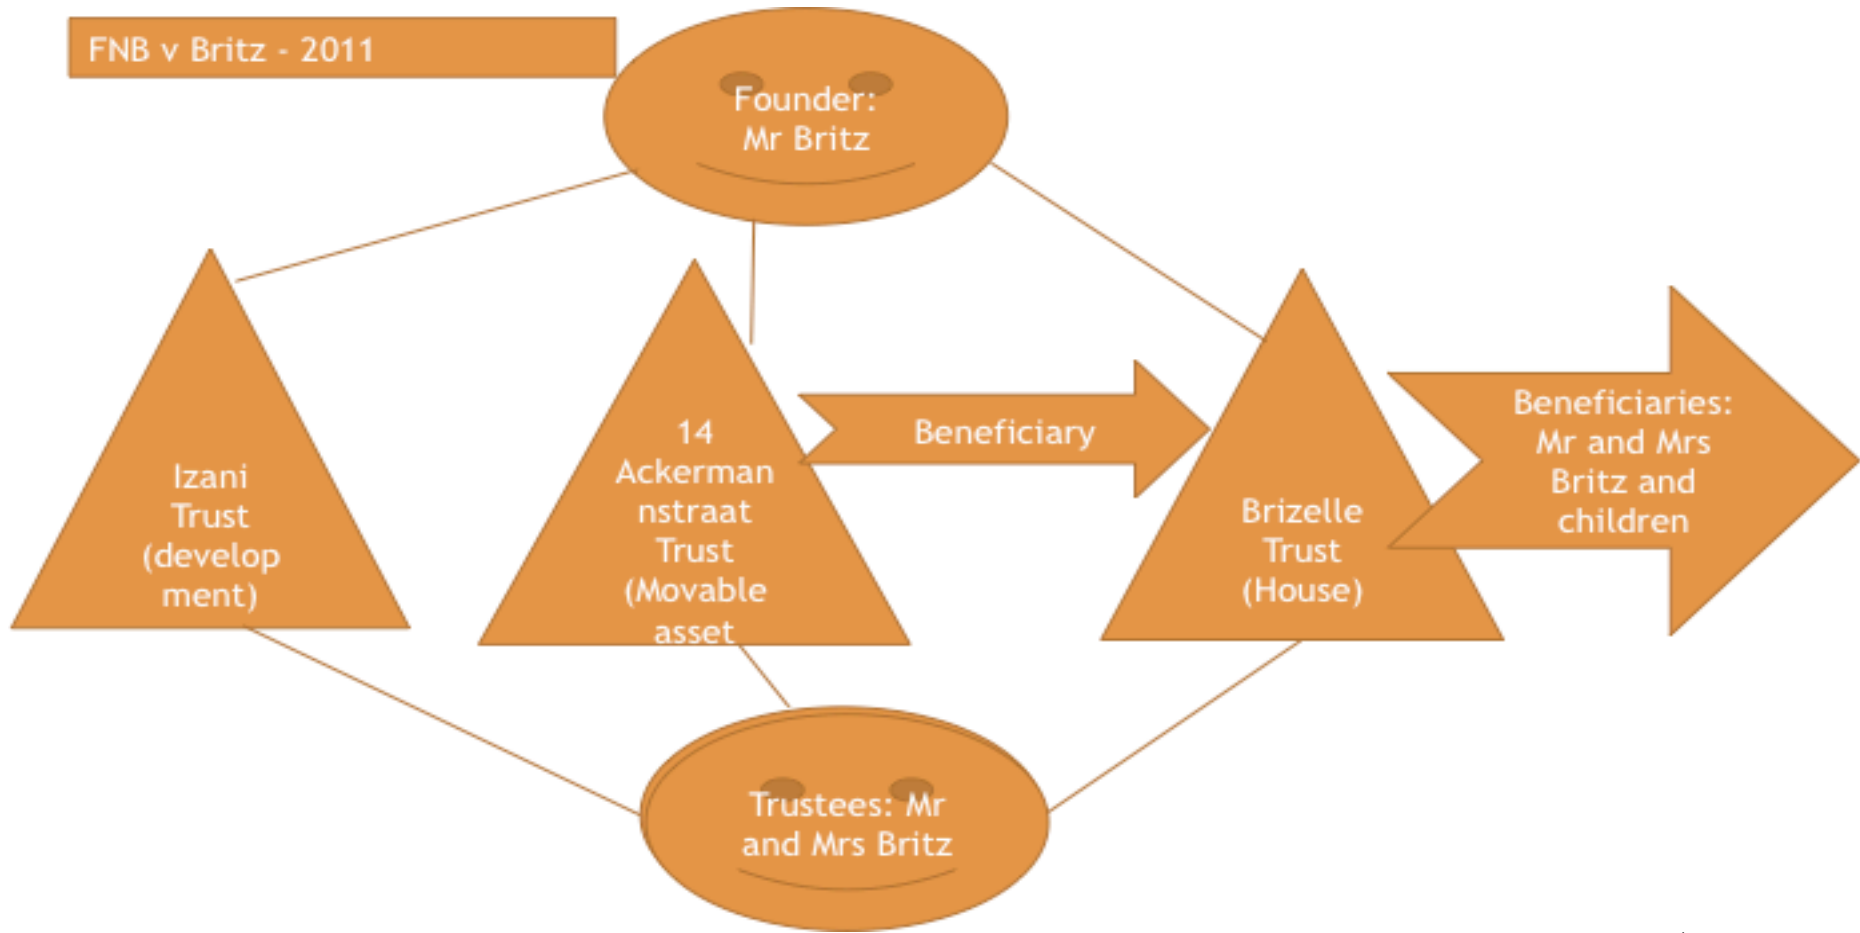 FNB v Britz - 2011
Founder:
Mr Britz
Izani
Trust
(develop
ment)
14
Ackerman
nstraat
Trust
(Movable
asset
Beneficiary
Brizelle
Trust
(House)
Beneficiaries:
Mr and Mrs
Britz and
children
Trustees: Mr
and Mrs Britz